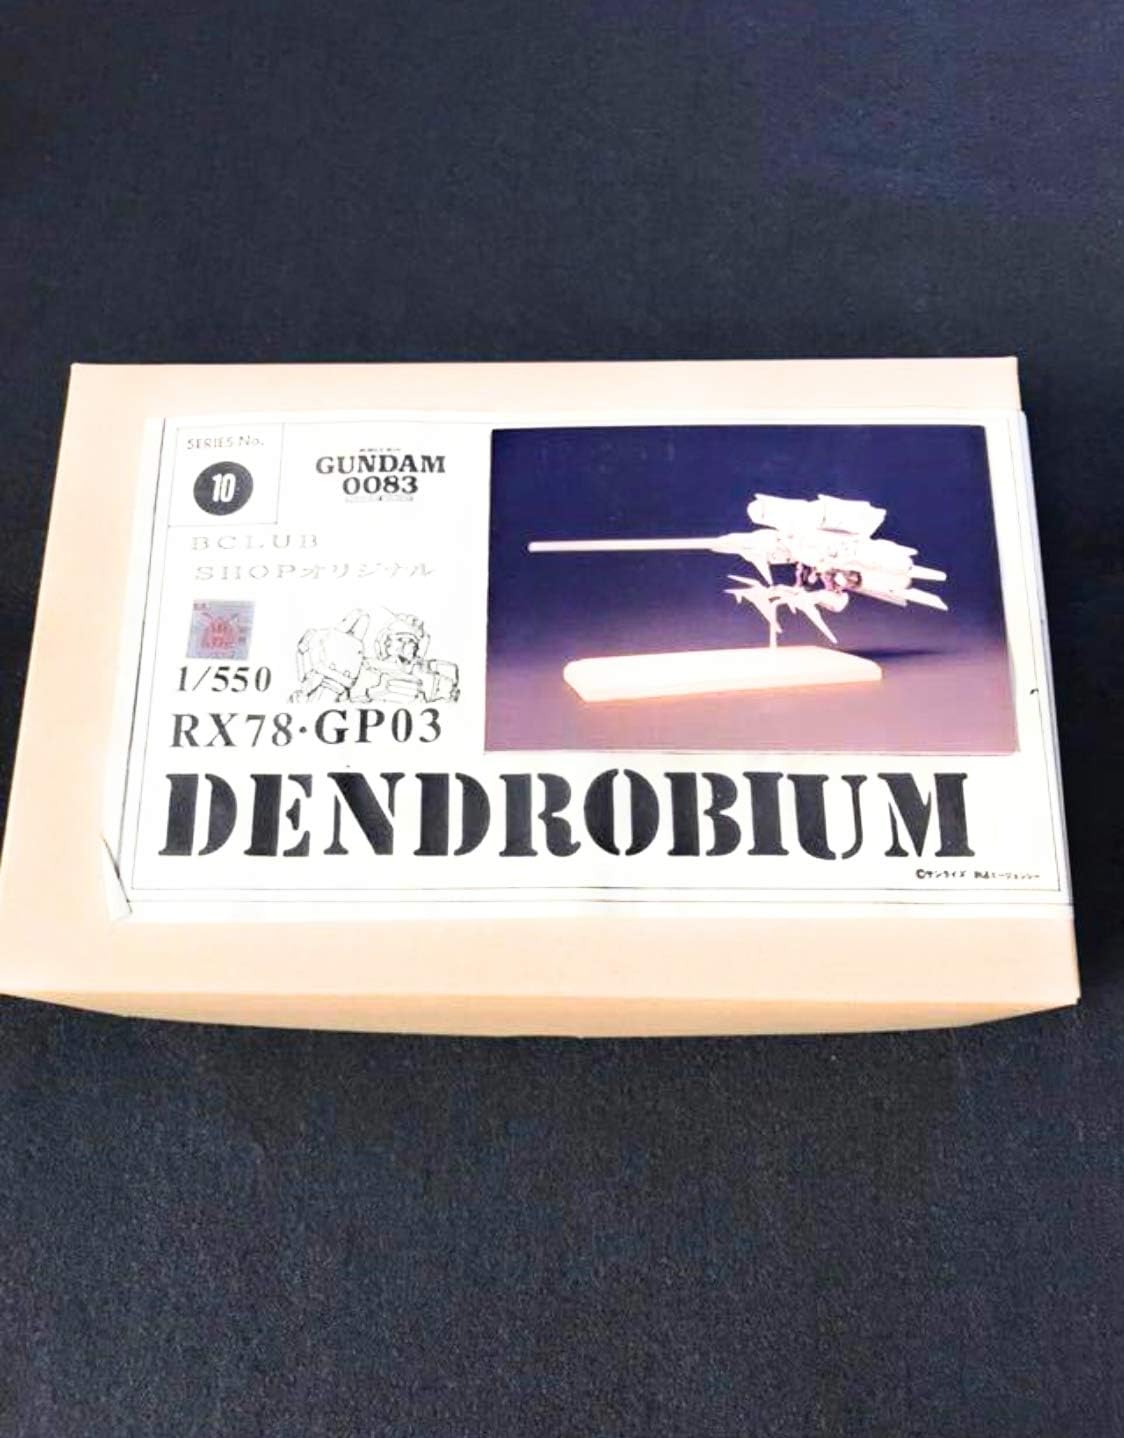 SERIES No.
10
GUNDAM
0083
BCLUB
SHOPオリジナル
1/550
RX78·GP03
DENDROBIUM
©サンライズ